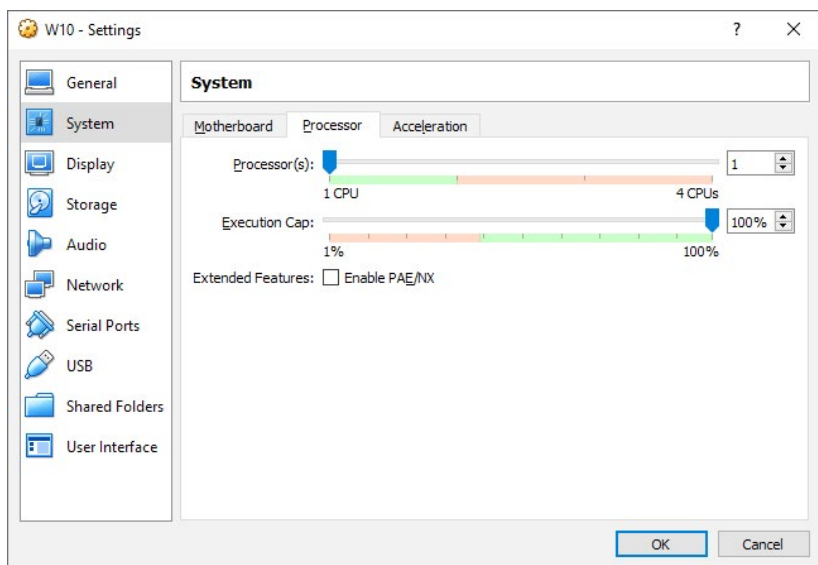 W10 - Settings
?
General
System
Display
Storage
Audio
Network
Serial Ports
USB
Shared Folders
User Interface
System
Motherboard Processor Acceleration
Processor(s): 1
1 CPU 4 CPUs
Execution Cap: 100%
1% 100%
Extended Features: Enable PAE/NX
OK Cancel